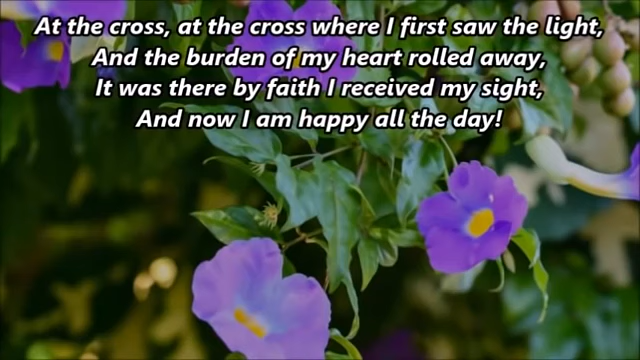 At the cross, at the cross where I first saw the light,
And the burden of my heart rolled away,
It was there by faith I received my sight,
And now I am happy all the day!